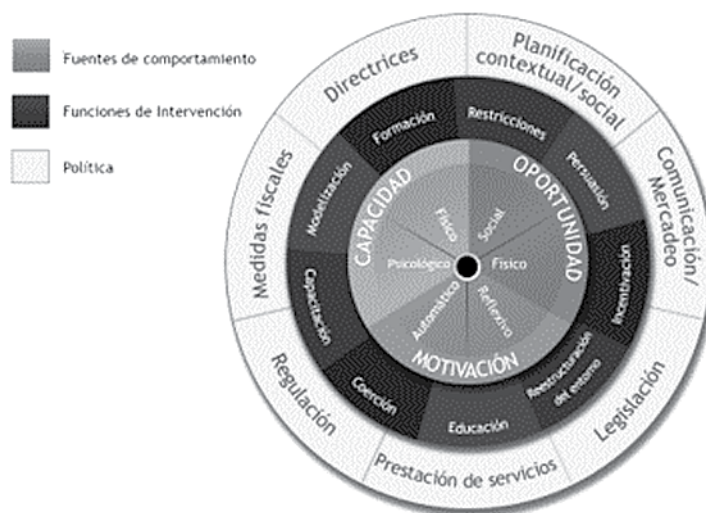 Fuentes de comportamiento
Funciones de Intervención
Política
Directrices
Planificación
contextual/social
Comunicación/
Mercadeo
Legislación
Prestación de servicios
Regulación
Medidas fiscales
Formación
Restricciones
Persuasión
Incentivación
Reestructuración
del entorno
Educación
Coerción
Capacitación
Modelización
CAPACIDAD
OPORTUNIDAD
MOTIVACIÓN
Físico
Social
Físico
Reflexivo
Automático
Psicológico